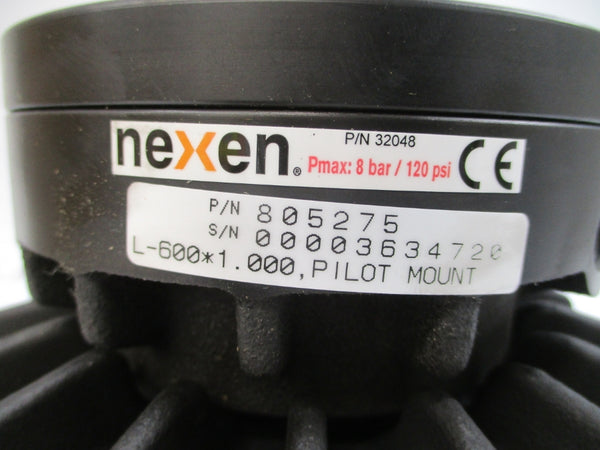 P/N 32048
nexen® Pmax: 8 bar / 120 psi CE
P/N 805275
S/N 00003634720
L-600*1.000, PILOT MOUNT